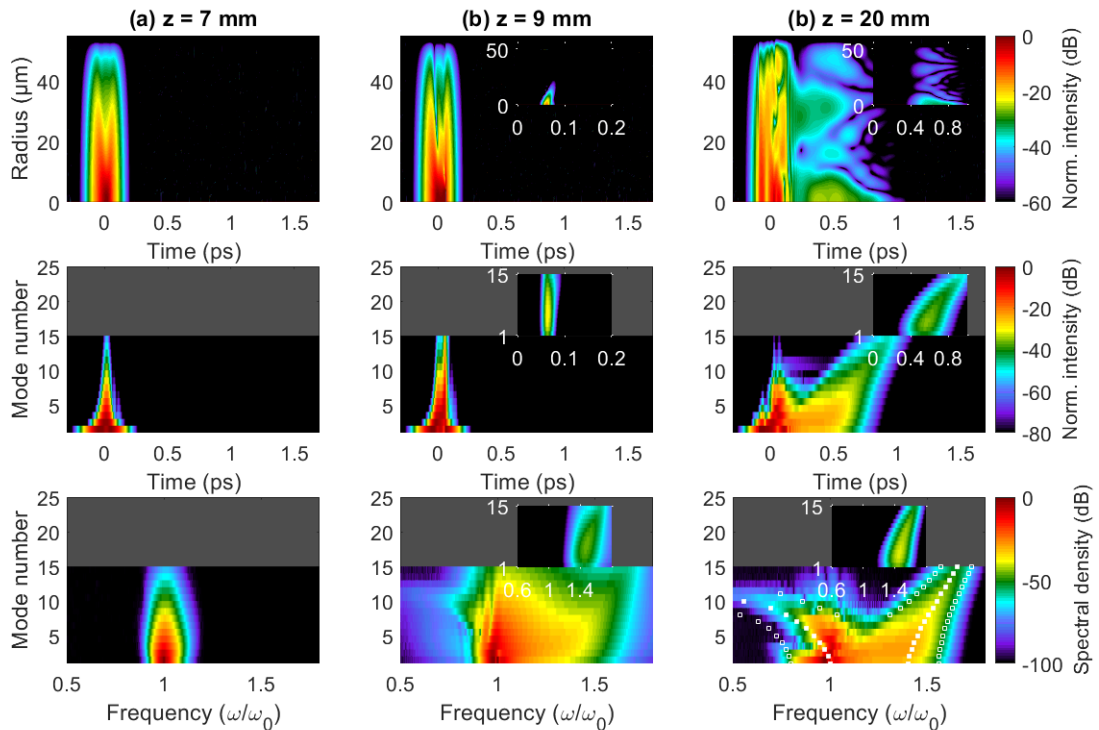 (a) z = 7 mm (b) z = 9 mm (b) z = 20 mm
Radius (μm)
40
20
0
0 0.5 1 1.5
Time (ps)
50
0
0 0.1 0.2
0 0.5 1 1.5
Time (ps)
50
0
0 0.4 0.8
0 0.5 1 1.5
Time (ps)
0
-20
-40
-60
Norm. intensity (dB)
Mode number
25
20
15
10
5
0 0.5 1 1.5
Time (ps)
15
1
0 0.1 0.2
0 0.5 1 1.5
Time (ps)
15
1
0 0.4 0.8
0 0.5 1 1.5
Time (ps)
0
-20
-40
-60
-80
Norm. intensity (dB)
Mode number
25
20
15
10
5
0.5 1 1.5
Frequency (ω/ω₀)
15
1
0.6 1 1.4
1 1.5
Frequency (ω/ω₀)
15
1
0.6 1 1.4
1 1.5
Frequency (ω/ω₀)
0
-50
-100
Spectral density (dB)